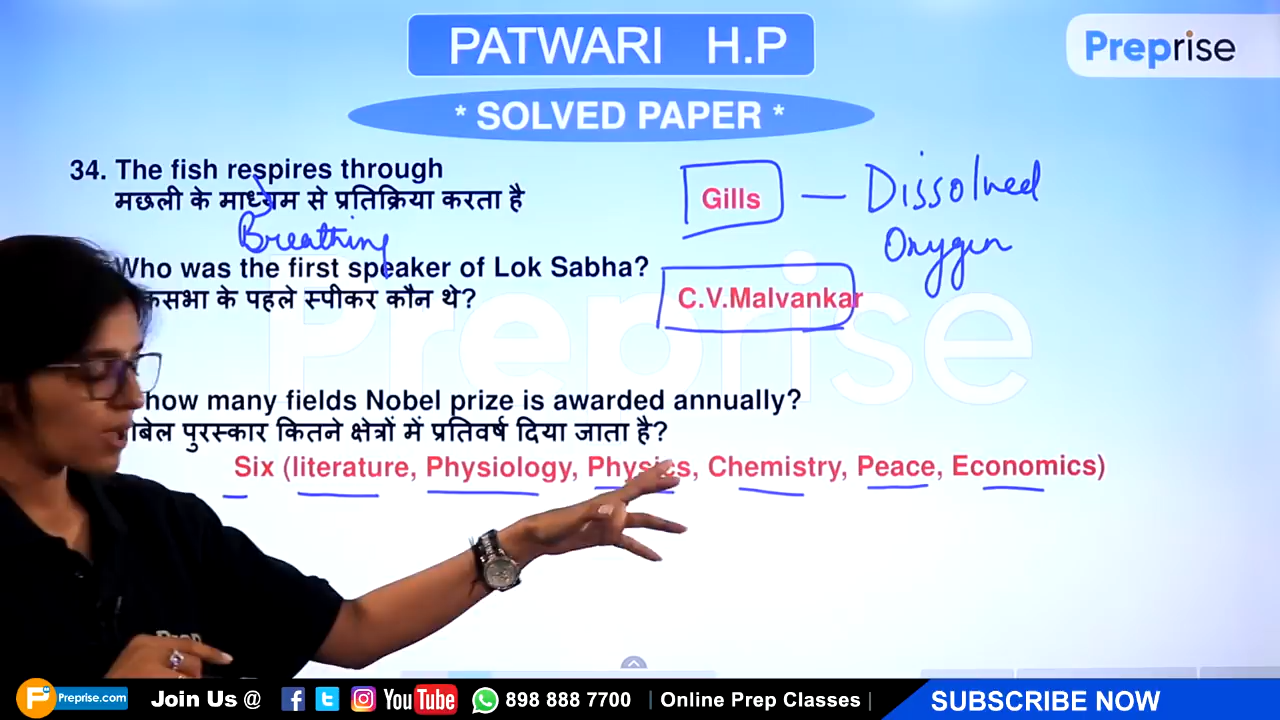 PATWARI H.P
Preprise
* SOLVED PAPER *
34. The fish respires through
मछली के माध्यम से प्रतिक्रिया करता है
Gills — Dissolved
Oxygen
Breathing
Who was the first speaker of Lok Sabha?
कसभा के पहले स्पीकर कौन थे?
C.V.Malvankar
Preprise
how many fields Nobel prize is awarded annually?
बेल पुरस्कार कितने क्षेत्रों में प्रतिवर्ष दिया जाता है?
Six (literature, Physiology, Physics, Chemistry, Peace, Economics)
Preprise.com Join Us @ YouTube 898 888 7700 | Online Prep Classes | SUBSCRIBE NOW